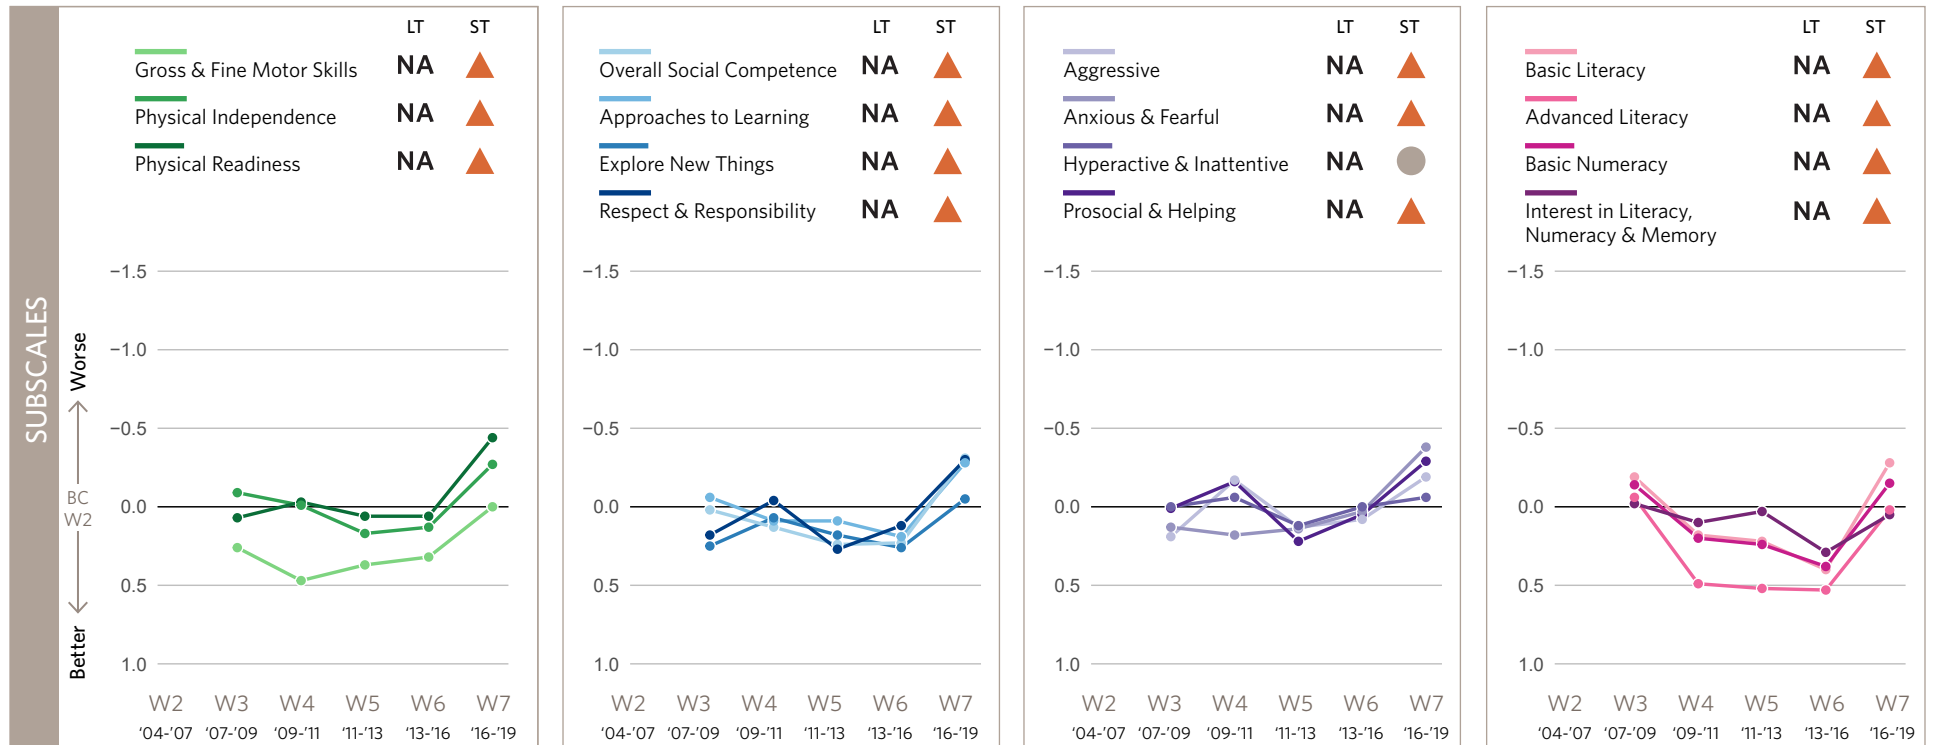 SUBSCALES
Worse
BC
W2
Better
LT ST
Gross & Fine Motor Skills NA
Physical Independence NA
Physical Readiness NA
−1.5
−1.0
−0.5
0.0
0.5
1.0
W2 W3 W4 W5 W6 W7
‘04-’07 ‘07-’09 ‘09-’11 ‘11-’13 ‘13-’16 ‘16-’19
LT ST
Overall Social Competence NA
Approaches to Learning NA
Explore New Things NA
Respect & Responsibility NA
−1.5
−1.0
−0.5
0.0
0.5
1.0
W2 W3 W4 W5 W6 W7
‘04-’07 ‘07-’09 ‘09-’11 ‘11-’13 ‘13-’16 ‘16-’19
LT ST
Aggressive NA
Anxious & Fearful NA
Hyperactive & Inattentive NA
Prosocial & Helping NA
−1.5
−1.0
−0.5
0.0
0.5
1.0
W2 W3 W4 W5 W6 W7
‘04-’07 ‘07-’09 ‘09-’11 ‘11-’13 ‘13-’16 ‘16-’19
LT ST
Basic Literacy NA
Advanced Literacy NA
Basic Numeracy NA
Interest in Literacy, NA
Numeracy & Memory
−1.5
−1.0
−0.5
0.0
0.5
1.0
W2 W3 W4 W5 W6 W7
‘04-’07 ‘07-’09 ‘09-’11 ‘11-’13 ‘13-’16 ‘16-’19